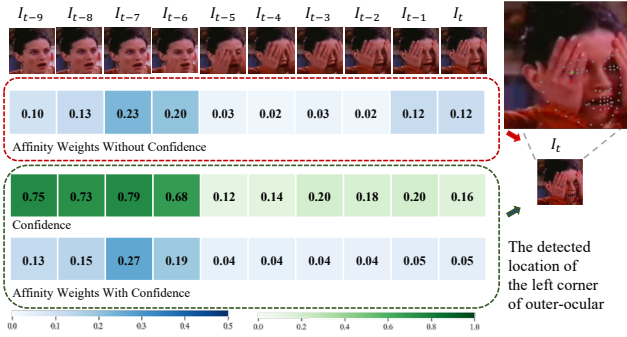 I_{t-9} I_{t-8} I_{t-7} I_{t-6} I_{t-5} I_{t-4} I_{t-3} I_{t-2} I_{t-1} I_t
0.10 0.13 0.23 0.20 0.03 0.02 0.03 0.02 0.12 0.12
Affinity Weights Without Confidence
0.75 0.73 0.79 0.68 0.12 0.14 0.20 0.18 0.20 0.16
Confidence
0.13 0.15 0.27 0.19 0.04 0.04 0.04 0.04 0.05 0.05
Affinity Weights With Confidence
0.0 0.1 0.2 0.3 0.4 0.5
0.0 0.2 0.4 0.6 0.8 1.0
I_t
The detected
location of
the left corner
of outer-ocular